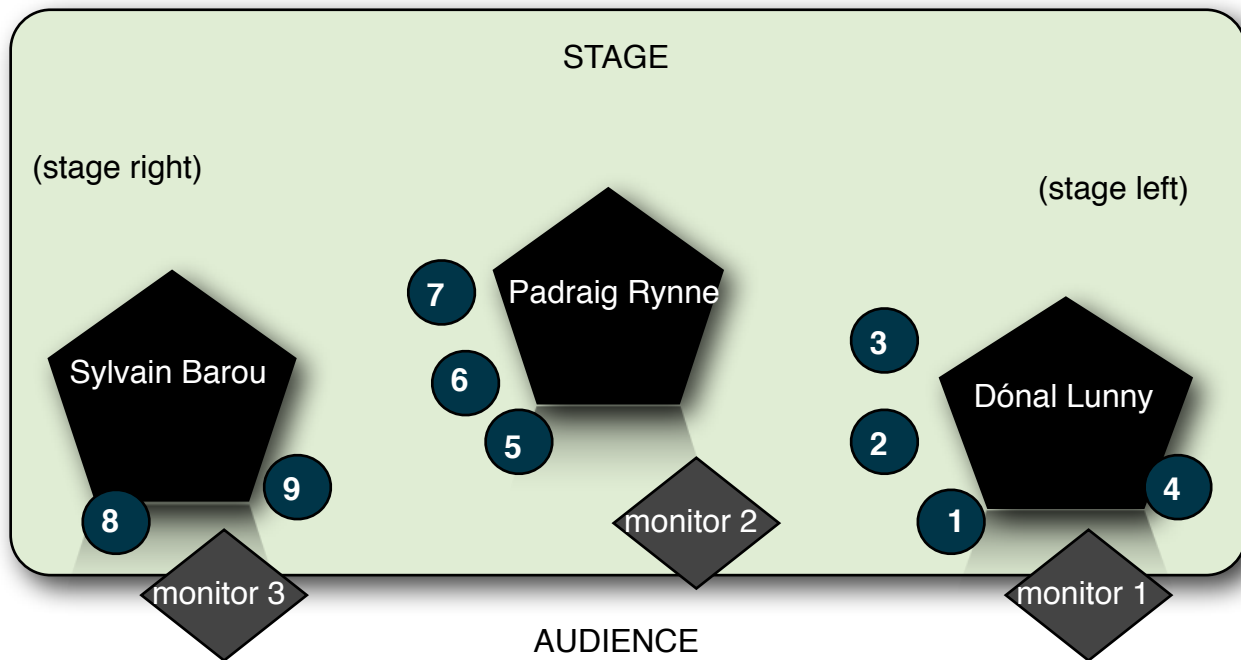 STAGE
(stage right)
(stage left)
Padraig Rynne
7
3
Sylvain Barou
6
Dónal Lunny
5
2
9
4
8
monitor 2
1
monitor 3
monitor 1
AUDIENCE